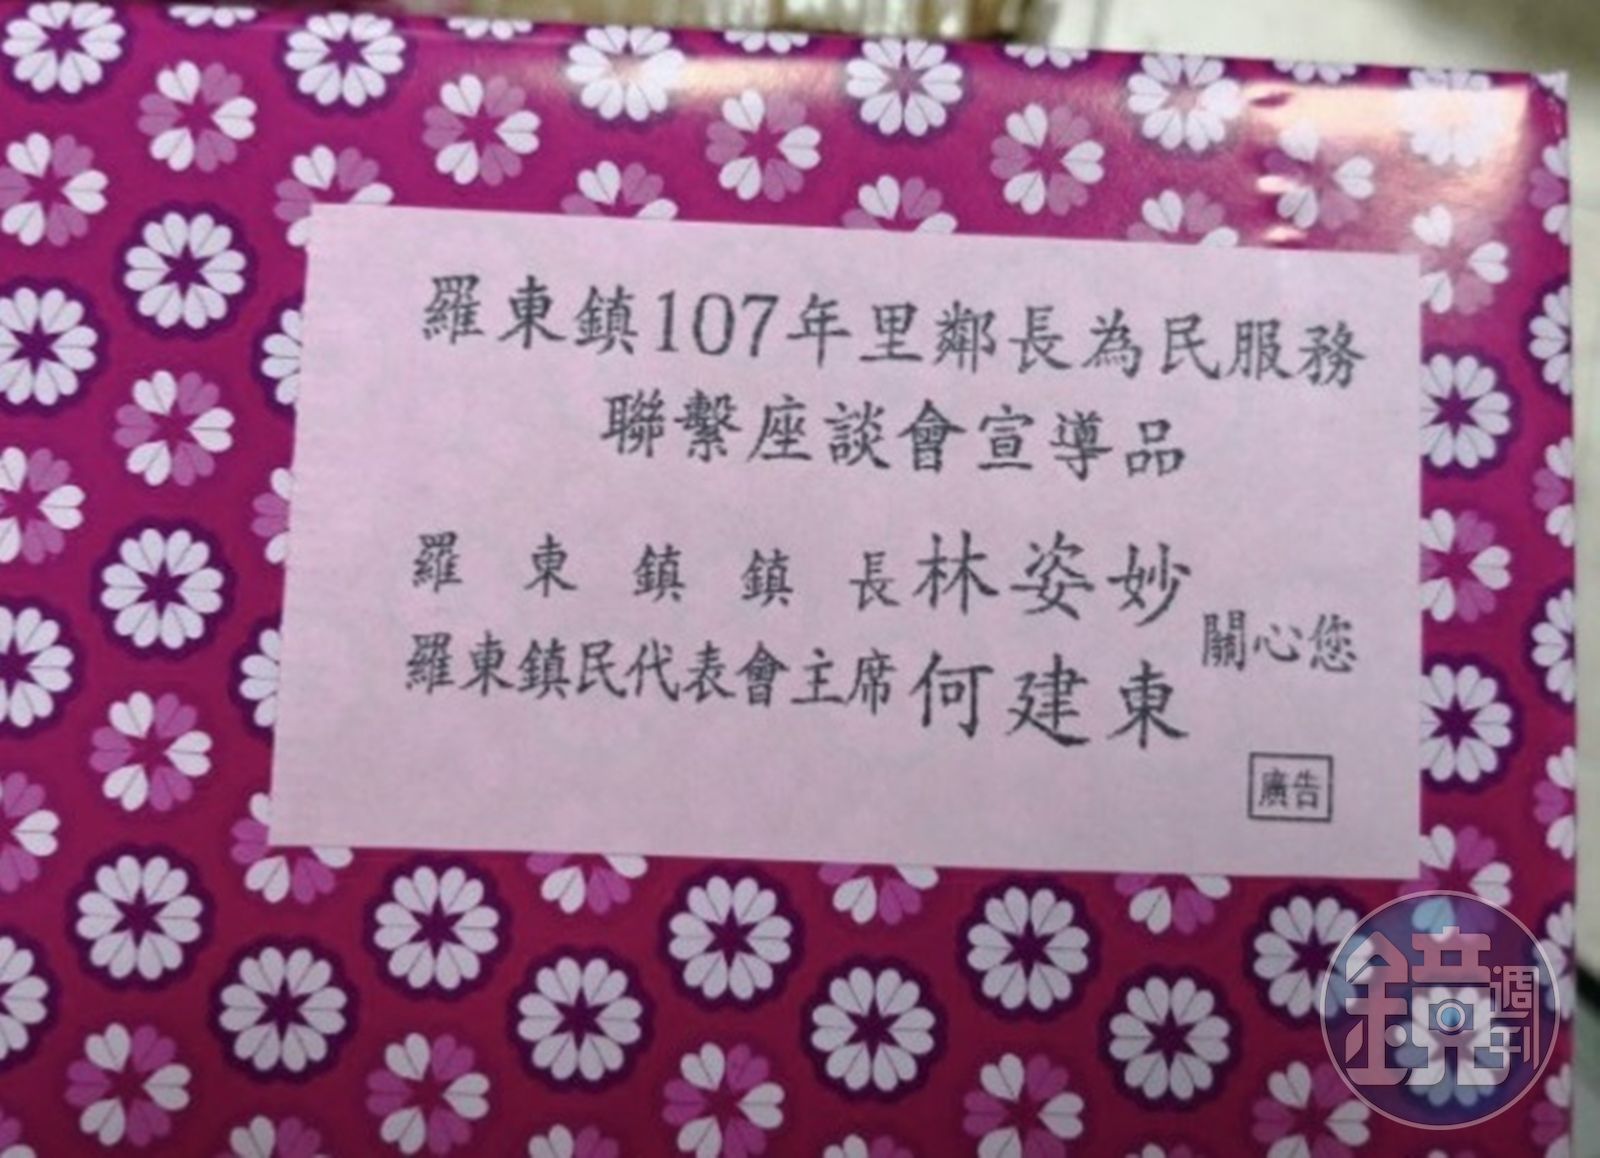 羅東鎮107年里鄰長為民服務
聯繫座談會宣導品
羅東鎮鎮長林姿妙
羅東鎮民代表會主席何建東
關心您
廣告
鏡週刊